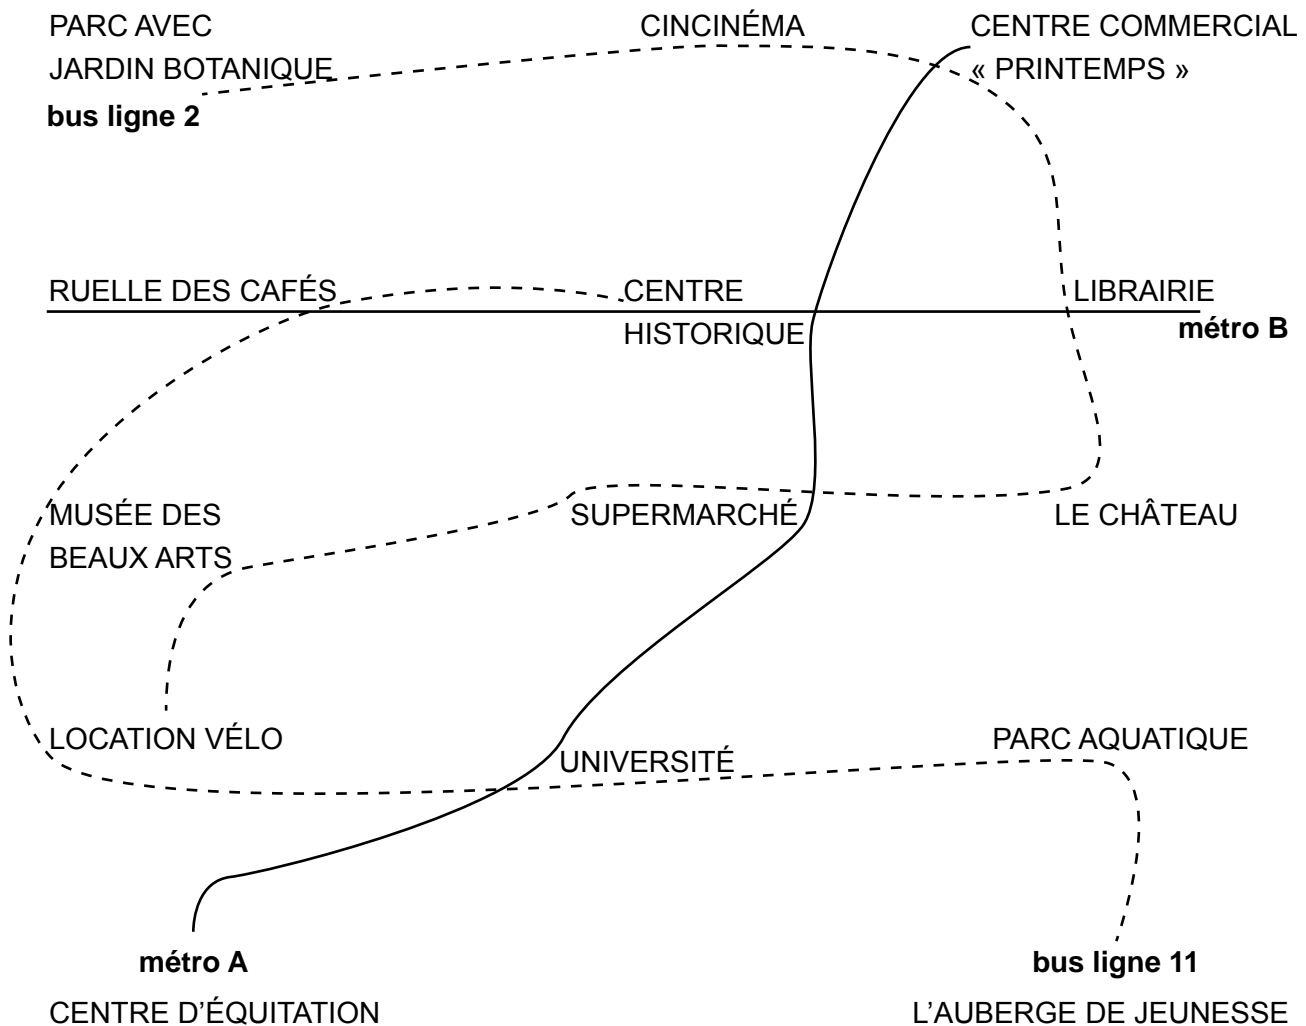 PARC AVEC
JARDIN BOTANIQUE
bus ligne 2
CINCINÉMA
CENTRE COMMERCIAL
« PRINTEMPS »
RUELLE DES CAFÉS
CENTRE
HISTORIQUE
LIBRAIRIE
métro B
MUSÉE DES
BEAUX ARTS
SUPERMARCHÉ
LE CHÂTEAU
LOCATION VÉLO
UNIVERSITÉ
PARC AQUATIQUE
métro A
CENTRE D'ÉQUITATION
bus ligne 11
L'AUBERGE DE JEUNESSE